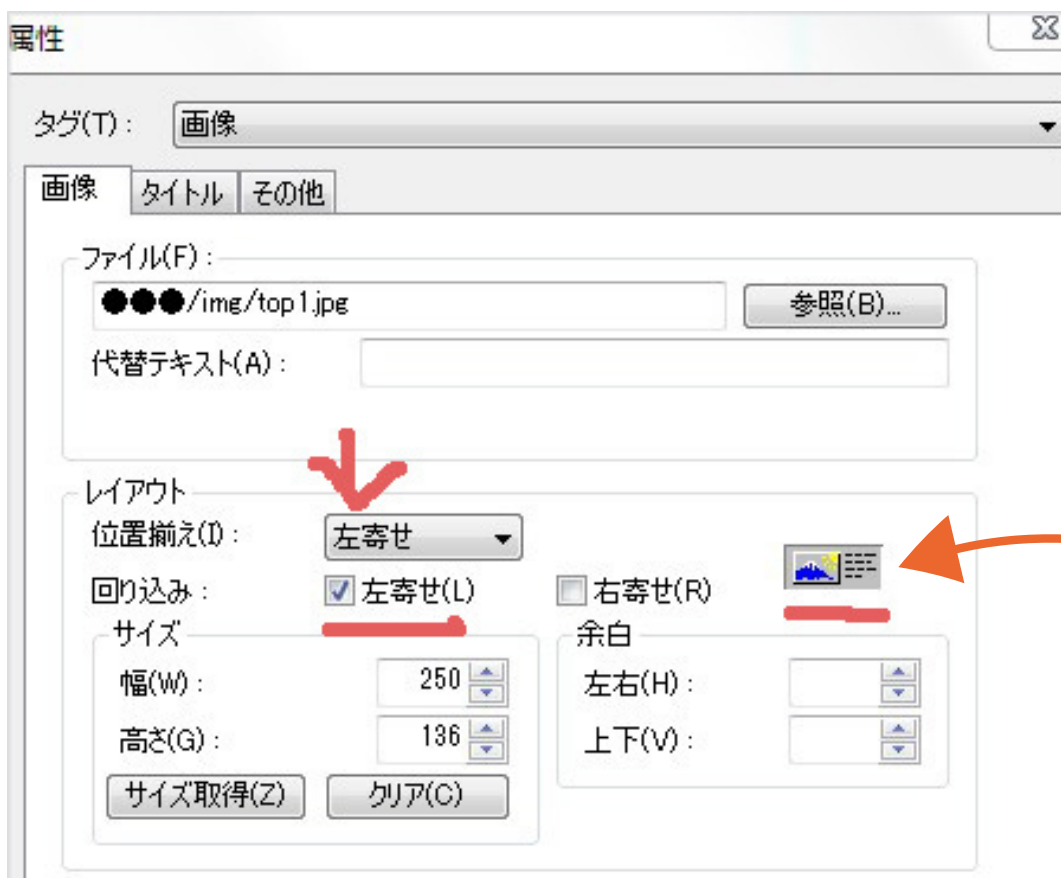 属性
タグ(T)： 画像
画像 タイトル その他
ファイル(F)：
●●●/img/top1.jpg 参照(B)...
代替テキスト(A)：
レイアウト
位置揃え(I)： 左寄せ
回り込み： 左寄せ(L) 右寄せ(R)
サイズ 余白
幅(W)： 250 左右(H)：
高さ(G)： 136 上下(V)：
サイズ取得(Z) クリア(C)